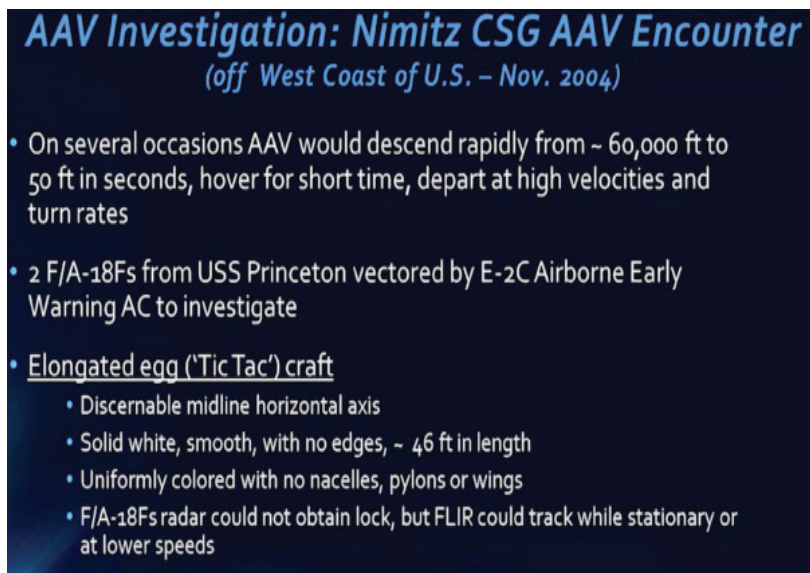 AAV Investigation: Nimitz CSG AAV Encounter
(off West Coast of U.S. – Nov. 2004)
• On several occasions AAV would descend rapidly from ~ 60,000 ft to
50 ft in seconds, hover for short time, depart at high velocities and
turn rates
• 2 F/A-18Fs from USS Princeton vectored by E-2C Airborne Early
Warning AC to investigate
• Elongated egg (‘Tic Tac’) craft
• Discernable midline horizontal axis
• Solid white, smooth, with no edges, ~ 46 ft in length
• Uniformly colored with no nacelles, pylons or wings
• F/A-18Fs radar could not obtain lock, but FLIR could track while stationary or
at lower speeds